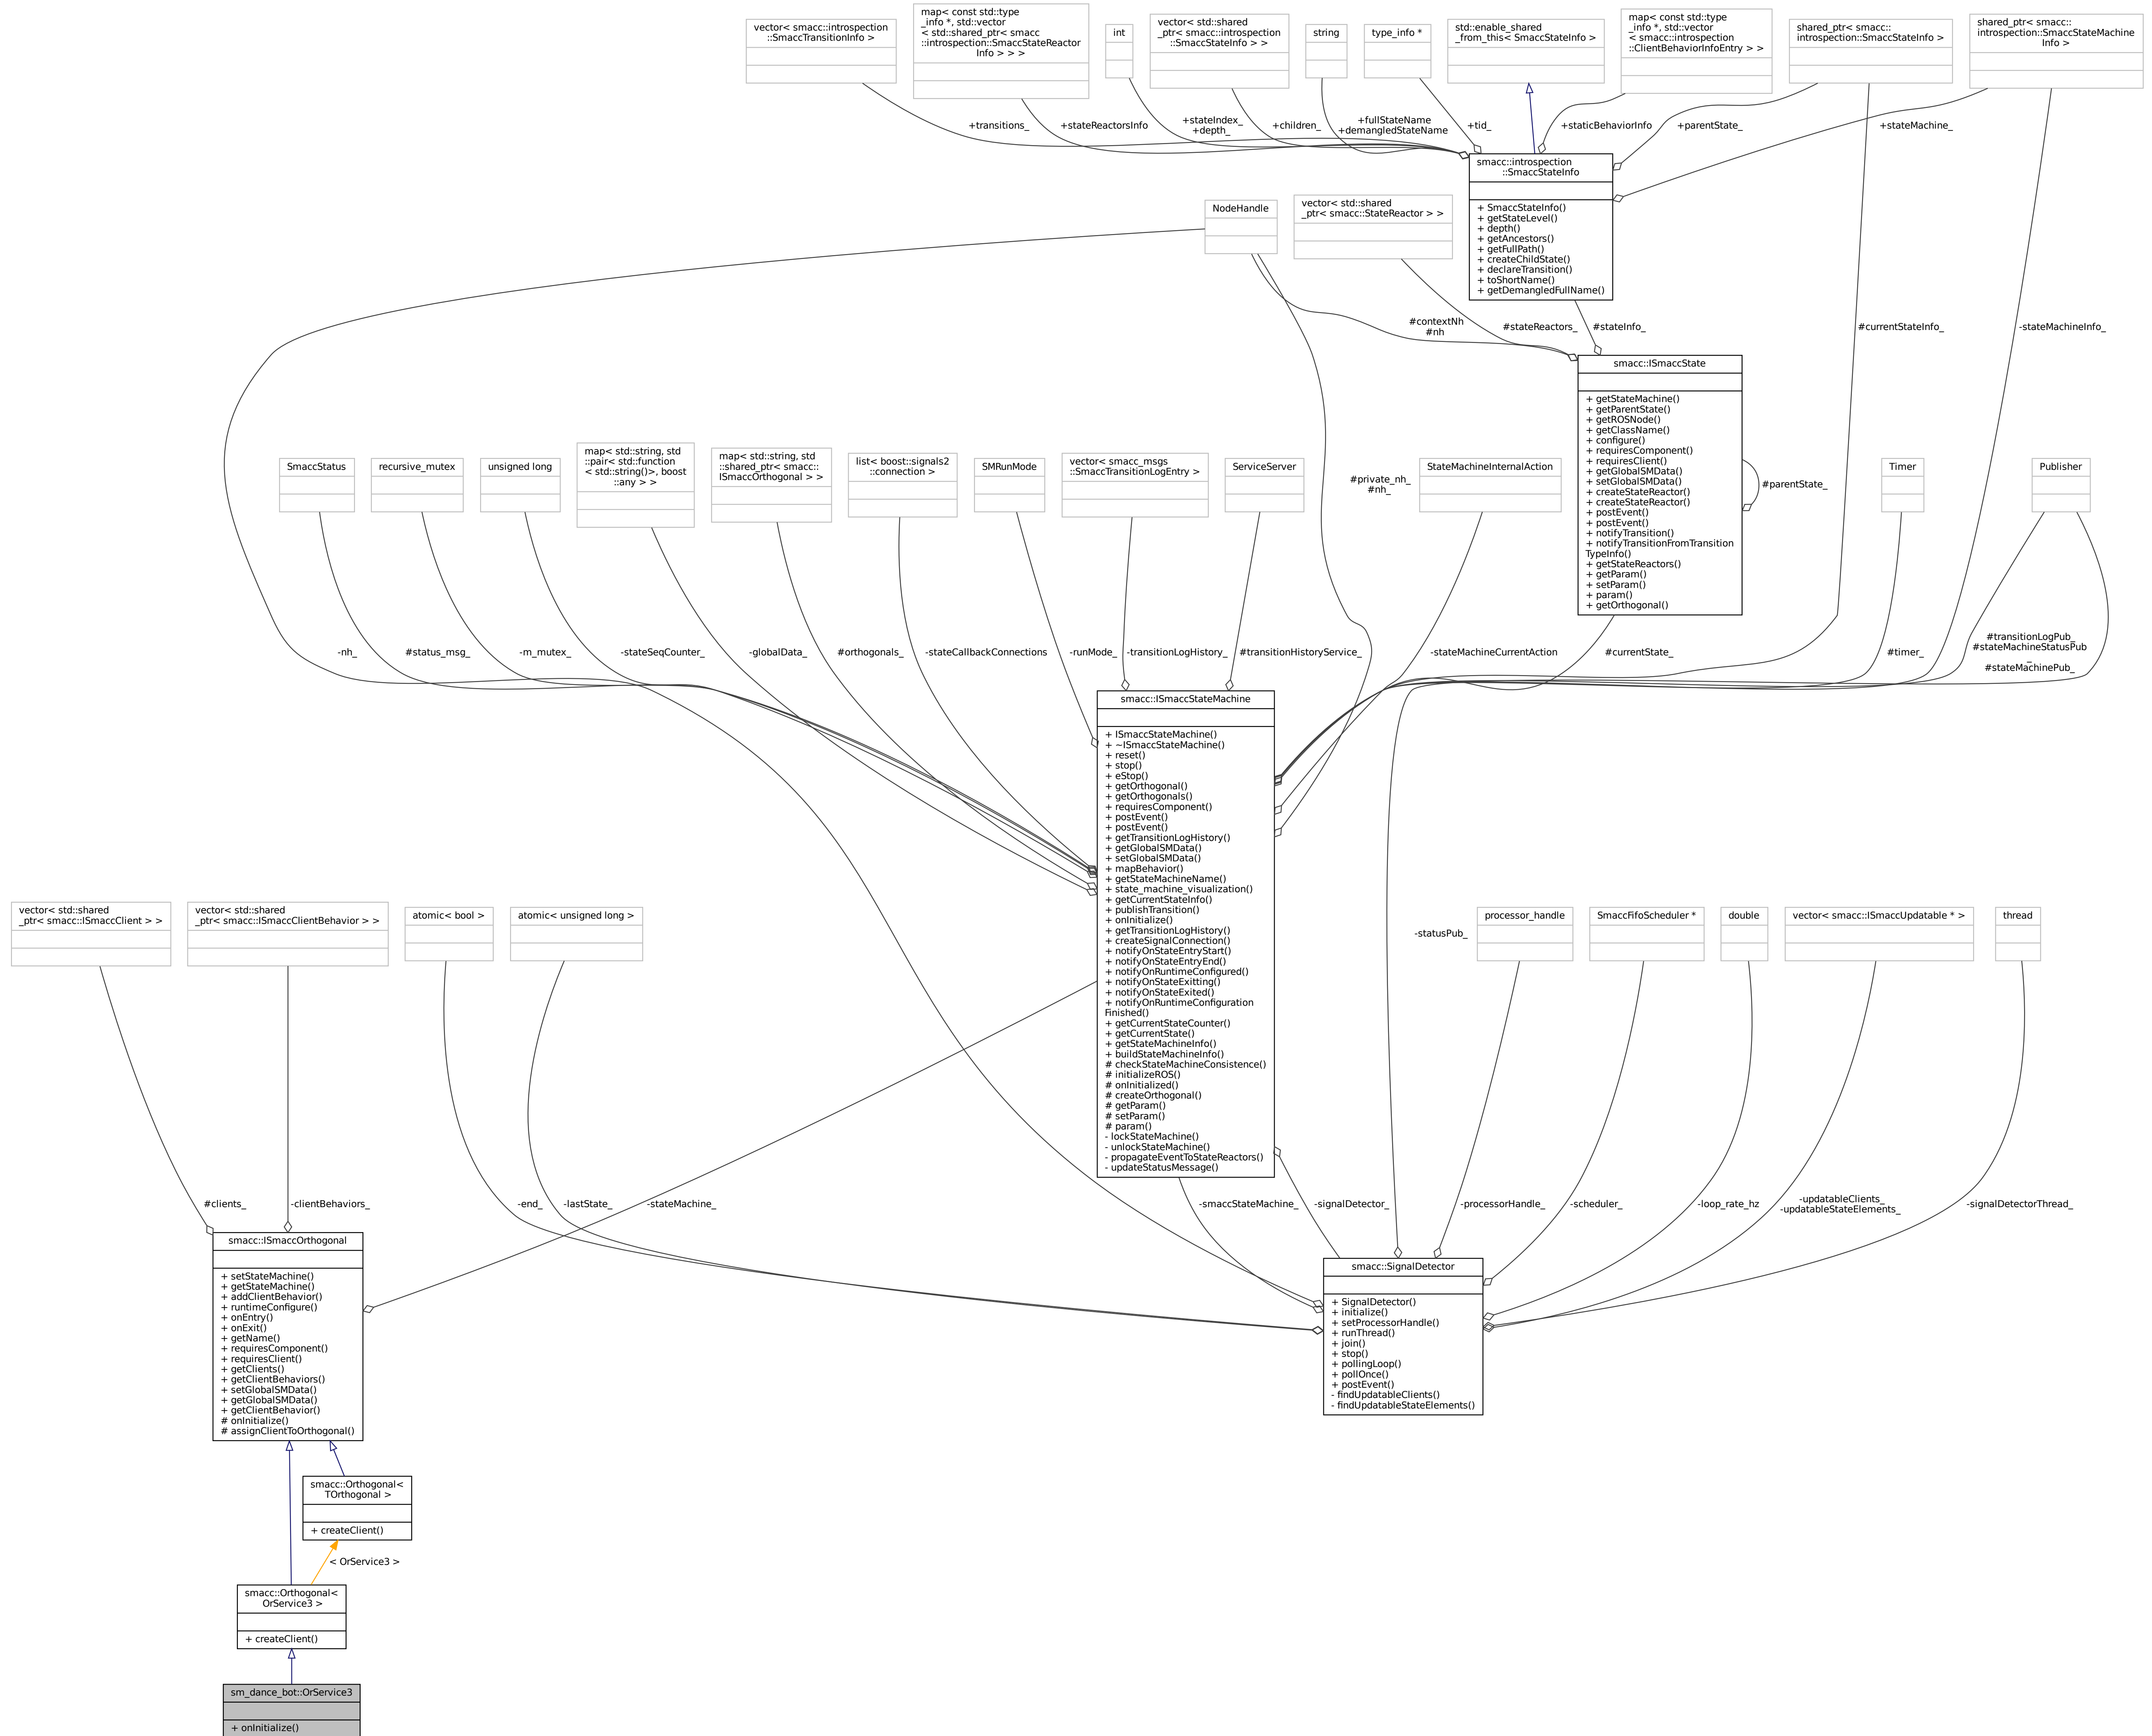 vector< smacc::introspection
::SmaccTransitionInfo >
map< const std::type
_info *, std::vector
< std::shared_ptr< smacc
::introspection::SmaccStateReactor
Info > > >
int
vector< std::shared
_ptr< smacc::introspection
::SmaccStateInfo > >
string
type_info *
std::enable_shared
_from_this< SmaccStateInfo >
map< const std::type
_info *, std::vector
< smacc::introspection
::ClientBehaviorInfoEntry > >
shared_ptr< smacc::
introspection::SmaccStateInfo >
shared_ptr< smacc::
introspection::SmaccStateMachine
Info >
+transitions_
+stateReactorsInfo
+stateIndex_
+depth_
+children_
+fullStateName
+demangledStateName
+tid_
+staticBehaviorInfo
+parentState_
+stateMachine_
smacc::introspection
::SmaccStateInfo
+ SmaccStateInfo()
+ getStateLevel()
+ depth()
+ getAncestors()
+ getFullPath()
+ createChildState()
+ declareTransition()
+ toShortName()
+ getDemangledFullName()
NodeHandle
vector< std::shared
_ptr< smacc::StateReactor > >
#contextNh
#nh
#stateReactors_
#stateInfo_
#currentStateInfo_
-stateMachineInfo_
smacc::ISmaccState
+ getStateMachine()
+ getParentState()
+ getROSNode()
+ getClassName()
+ configure()
+ requiresComponent()
+ requiresClient()
+ getGlobalSMData()
+ setGlobalSMData()
+ createStateReactor()
+ createStateReactor()
+ postEvent()
+ postEvent()
+ notifyTransition()
+ notifyTransitionFromTransition
TypeInfo()
+ getStateReactors()
+ getParam()
+ setParam()
+ param()
+ getOrthogonal()
#parentState_
SmaccStatus
recursive_mutex
unsigned long
map< std::string, std
::pair< std::function
< std::string()>, boost
::any > >
map< std::string, std
::shared_ptr< smacc::
ISmaccOrthogonal > >
list< boost::signals2
::connection >
SMRunMode
vector< smacc_msgs
::SmaccTransitionLogEntry >
ServiceServer
#private_nh_
#nh_
StateMachineInternalAction
Timer
Publisher
-nh_
#status_msg_
-m_mutex_
-stateSeqCounter_
-globalData_
#orthogonals_
-stateCallbackConnections
-runMode_
-transitionLogHistory_
#transitionHistoryService_
-stateMachineCurrentAction
#currentState_
#timer_
#transitionLogPub_
#stateMachineStatusPub
_
#stateMachinePub_
smacc::ISmaccStateMachine
+ ISmaccStateMachine()
+ ~ISmaccStateMachine()
+ reset()
+ stop()
+ eStop()
+ getOrthogonal()
+ getOrthogonals()
+ requiresComponent()
+ postEvent()
+ postEvent()
+ getTransitionLogHistory()
+ getGlobalSMData()
+ setGlobalSMData()
+ mapBehavior()
+ getStateMachineName()
+ state_machine_visualization()
+ getCurrentStateInfo()
+ publishTransition()
+ onInitialize()
+ getTransitionLogHistory()
+ createSignalConnection()
+ notifyOnStateEntryStart()
+ notifyOnStateEntryEnd()
+ notifyOnRuntimeConfigured()
+ notifyOnStateExitting()
+ notifyOnStateExited()
+ notifyOnRuntimeConfiguration
Finished()
+ getCurrentStateCounter()
+ getCurrentState()
+ getStateMachineInfo()
+ buildStateMachineInfo()
# checkStateMachineConsistence()
# initializeROS()
# onInitialized()
# createOrthogonal()
# getParam()
# setParam()
# param()
- lockStateMachine()
- unlockStateMachine()
- propagateEventToStateReactors()
- updateStatusMessage()
vector< std::shared
_ptr< smacc::ISmaccClient > >
vector< std::shared
_ptr< smacc::ISmaccClientBehavior > >
atomic< bool >
atomic< unsigned long >
-statusPub_
processor_handle
SmaccFifoScheduler *
double
vector< smacc::ISmaccUpdatable * >
thread
#clients_
-clientBehaviors_
-end_
-lastState_
-stateMachine_
-smaccStateMachine_
-signalDetector_
-processorHandle_
-scheduler_
-loop_rate_hz
-updatableClients_
-updatableStateElements_
-signalDetectorThread_
smacc::ISmaccOrthogonal
+ setStateMachine()
+ getStateMachine()
+ addClientBehavior()
+ runtimeConfigure()
+ onEntry()
+ onExit()
+ getName()
+ requiresComponent()
+ requiresClient()
+ getClients()
+ getClientBehaviors()
+ setGlobalSMData()
+ getGlobalSMData()
+ getClientBehavior()
# onInitialize()
# assignClientToOrthogonal()
smacc::SignalDetector
+ SignalDetector()
+ initialize()
+ setProcessorHandle()
+ runThread()
+ join()
+ stop()
+ pollingLoop()
+ pollOnce()
+ postEvent()
- findUpdatableClients()
- findUpdatableStateElements()
smacc::Orthogonal<
TOrthogonal >
+ createClient()
< OrService3 >
smacc::Orthogonal<
OrService3 >
+ createClient()
sm_dance_bot::OrService3
+ onInitialize()